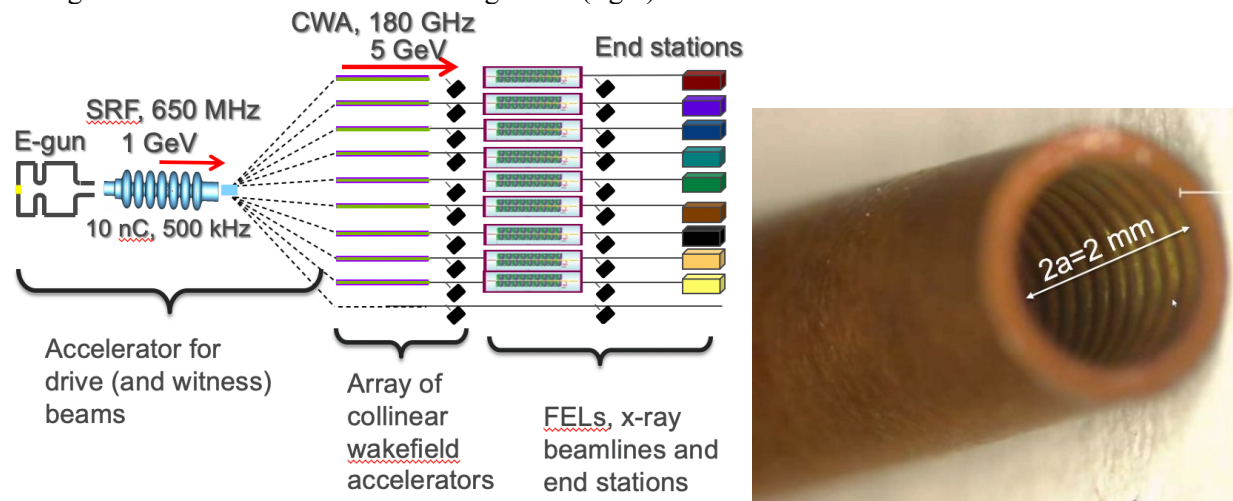 CWA, 180 GHz
5 GeV
End stations
SRF, 650 MHz
1 GeV
E-gun
10 nC, 500 kHz
2a=2 mm
Accelerator for
drive (and witness)
beams
Array of
collinear
wakefield
accelerators
FELs, x-ray
beamlines and
end stations